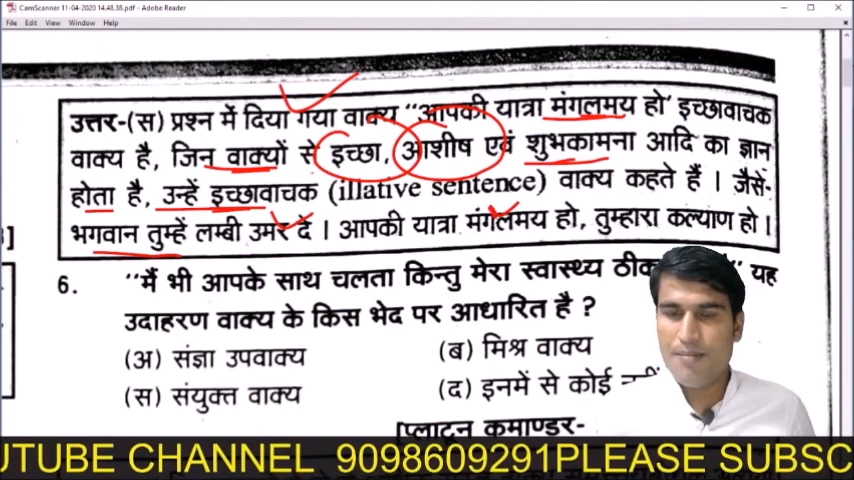 CamScanner 11-04-2020 14.48.38.pdf - Adobe Reader
File Edit View Window Help
उत्तर-(स) प्रश्न में दिया गया वाक्य "आपकी यात्रा मंगलमय हो' इच्छावाचक
वाक्य है, जिन वाक्यों से इच्छा, आशीष एवं शुभकामना आदि का ज्ञान
होता है, उन्हें इच्छावाचक (illative sentence) वाक्य कहते हैं । जैसे-
भगवान तुम्हें लम्बी उमर दे । आपकी यात्रा मंगलमय हो, तुम्हारा कल्याण हो ।
6. "मैं भी आपके साथ चलता किन्तु मेरा स्वास्थ्य ठीक " यह
उदाहरण वाक्य के किस भेद पर आधारित है ?
(अ) संज्ञा उपवाक्य (ब) मिश्र वाक्य
(स) संयुक्त वाक्य (द) इनमें से कोई
[प्लाटून कमाण्डर-
UTUBE CHANNEL 9098609291PLEASE SUBSC